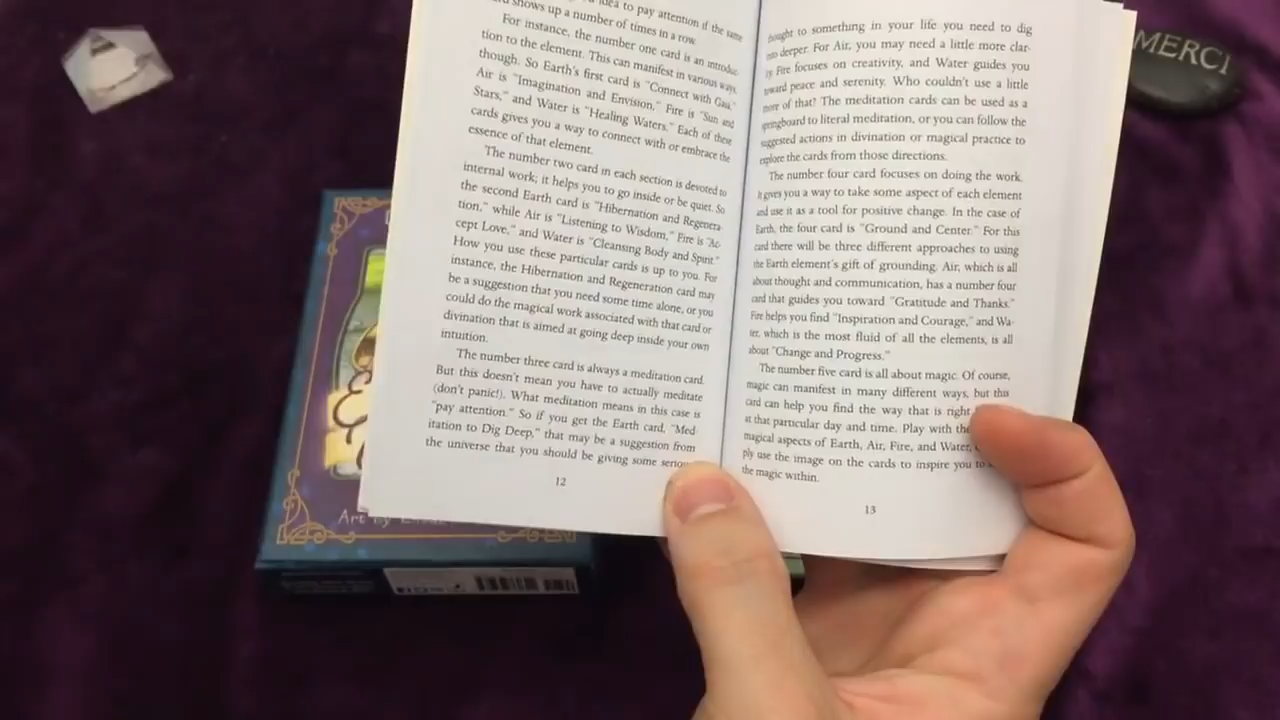 idea to pay attention if the same
shows up a number of times in a row.
For instance, the number one card is an introduc-
tion to the element. This can manifest in various ways,
though. So Earth's first card is "Connect with Gaia,"
Air is "Imagination and Envision," Fire is "Sun and
Stars," and Water is "Healing Waters." Each of these
cards gives you a way to connect with or embrace the
essence of that element.
The number two card in each section is devoted to
internal work; it helps you to go inside or be quiet. So
the second Earth card is "Hibernation and Regenera-
tion," while Air is "Listening to Wisdom," Fire is "Ac-
cept Love," and Water is "Cleansing Body and Spirit."
How you use these particular cards is up to you. For
instance, the Hibernation and Regeneration card may
be a suggestion that you need some time alone, or you
could do the magical work associated with that card or
divination that is aimed at going deep inside your own
intuition.
The number three card is always a meditation card.
But this doesn't mean you have to actually meditate
(don't panic!). What meditation means in this case is
"pay attention." So if you get the Earth card, "Med-
itation to Dig Deep," that may be a suggestion from
the universe that you should be giving some serious
12
thought to something in your life you need to dig
into deeper. For Air, you may need a little more clar-
ity. Fire focuses on creativity, and Water guides you
toward peace and serenity. Who couldn't use a little
more of that? The meditation cards can be used as a
springboard to literal meditation, or you can follow the
suggested actions in divination or magical practice to
explore the cards from those directions.
The number four card focuses on doing the work.
It gives you a way to take some aspect of each element
and use it as a tool for positive change. In the case of
Earth, the four card is "Ground and Center." For this
card there will be three different approaches to using
the Earth element's gift of grounding. Air, which is all
about thought and communication, has a number four
card that guides you toward "Gratitude and Thanks."
Fire helps you find "Inspiration and Courage," and Wa-
ter, which is the most fluid of all the elements, is all
about "Change and Progress."
The number five card is all about magic. Of course,
magic can manifest in many different ways, but this
card can help you find the way that is right
at that particular day and time. Play with the
magical aspects of Earth, Air, Fire, and Water,
ply use the image on the cards to inspire you to
the magic within.
13
MERCI
Art by